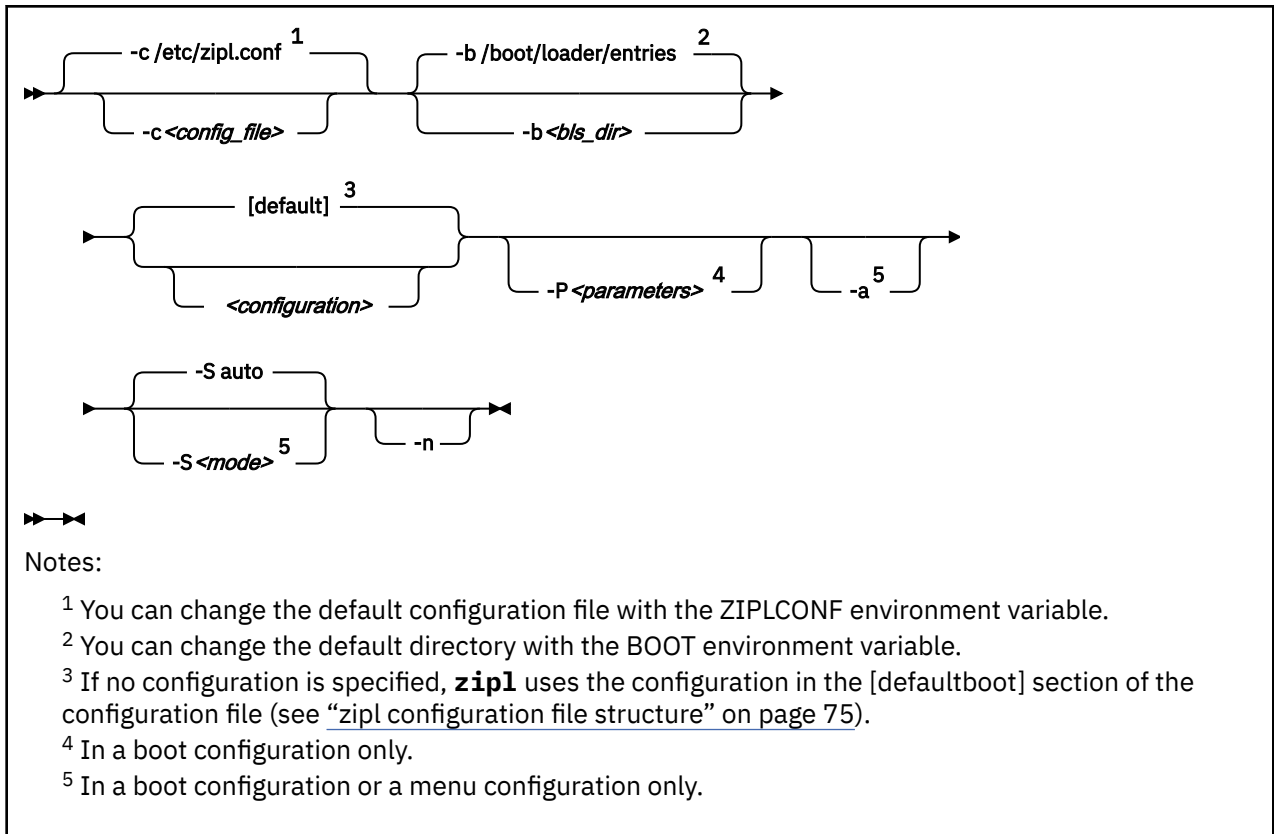 -c /etc/zipl.conf 1
-b /boot/loader/entries 2
-c <config_file>
-b <bls_dir>
[default] 3
<configuration>
-P <parameters> 4
-a 5
-S auto
-S <mode> 5
-n
Notes:
1 You can change the default configuration file with the ZIPLCONF environment variable.
2 You can change the default directory with the BOOT environment variable.
3 If no configuration is specified, zipl uses the configuration in the [defaultboot] section of the
configuration file (see “zipl configuration file structure” on page 75).
4 In a boot configuration only.
5 In a boot configuration or a menu configuration only.